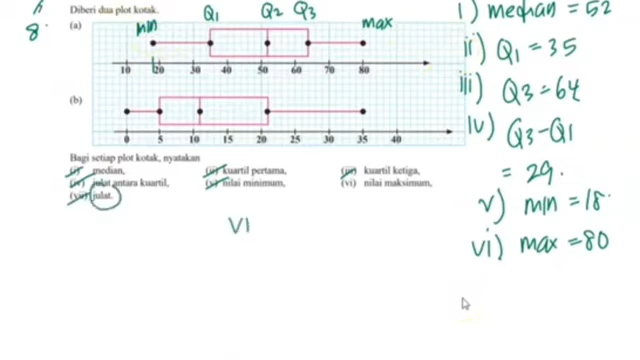 8.
Diberi dua plot kotak.
(a)
min Q1 Q2 Q3 max
10 20 30 40 50 60 70 80
(b)
0 5 10 15 20 25 30 35 40
Bagi setiap plot kotak, nyatakan
(i) median, (ii) kuartil pertama, (iii) kuartil ketiga,
(iv) julat antara kuartil, (v) nilai minimum, (vi) nilai maksimum,
(vii) julat.
VI
i) median = 52
ii) Q1 = 35
iii) Q3 = 64
iv) Q3 - Q1
= 29.
v) min = 18.
vi) max = 80